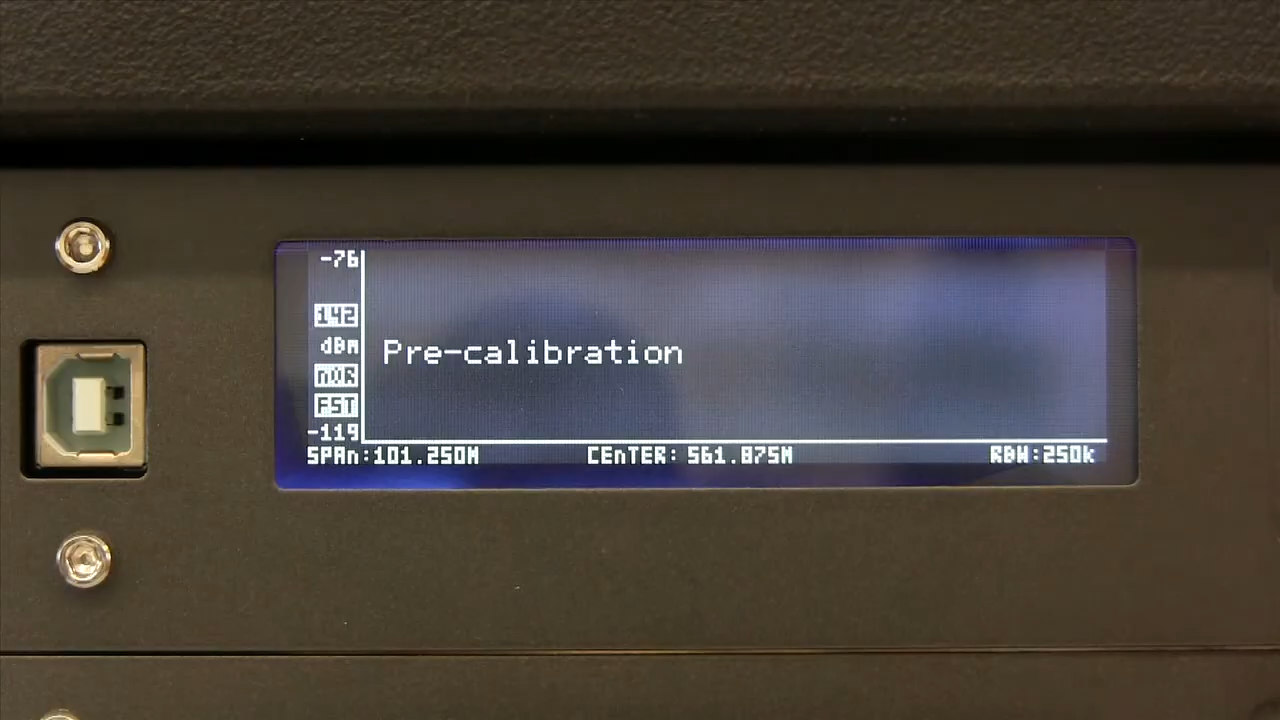 -76
142
dBm
nOR
FST
-119
Pre-calibration
SPAn:101.250M CEnTER: 561.875M RBW:250k